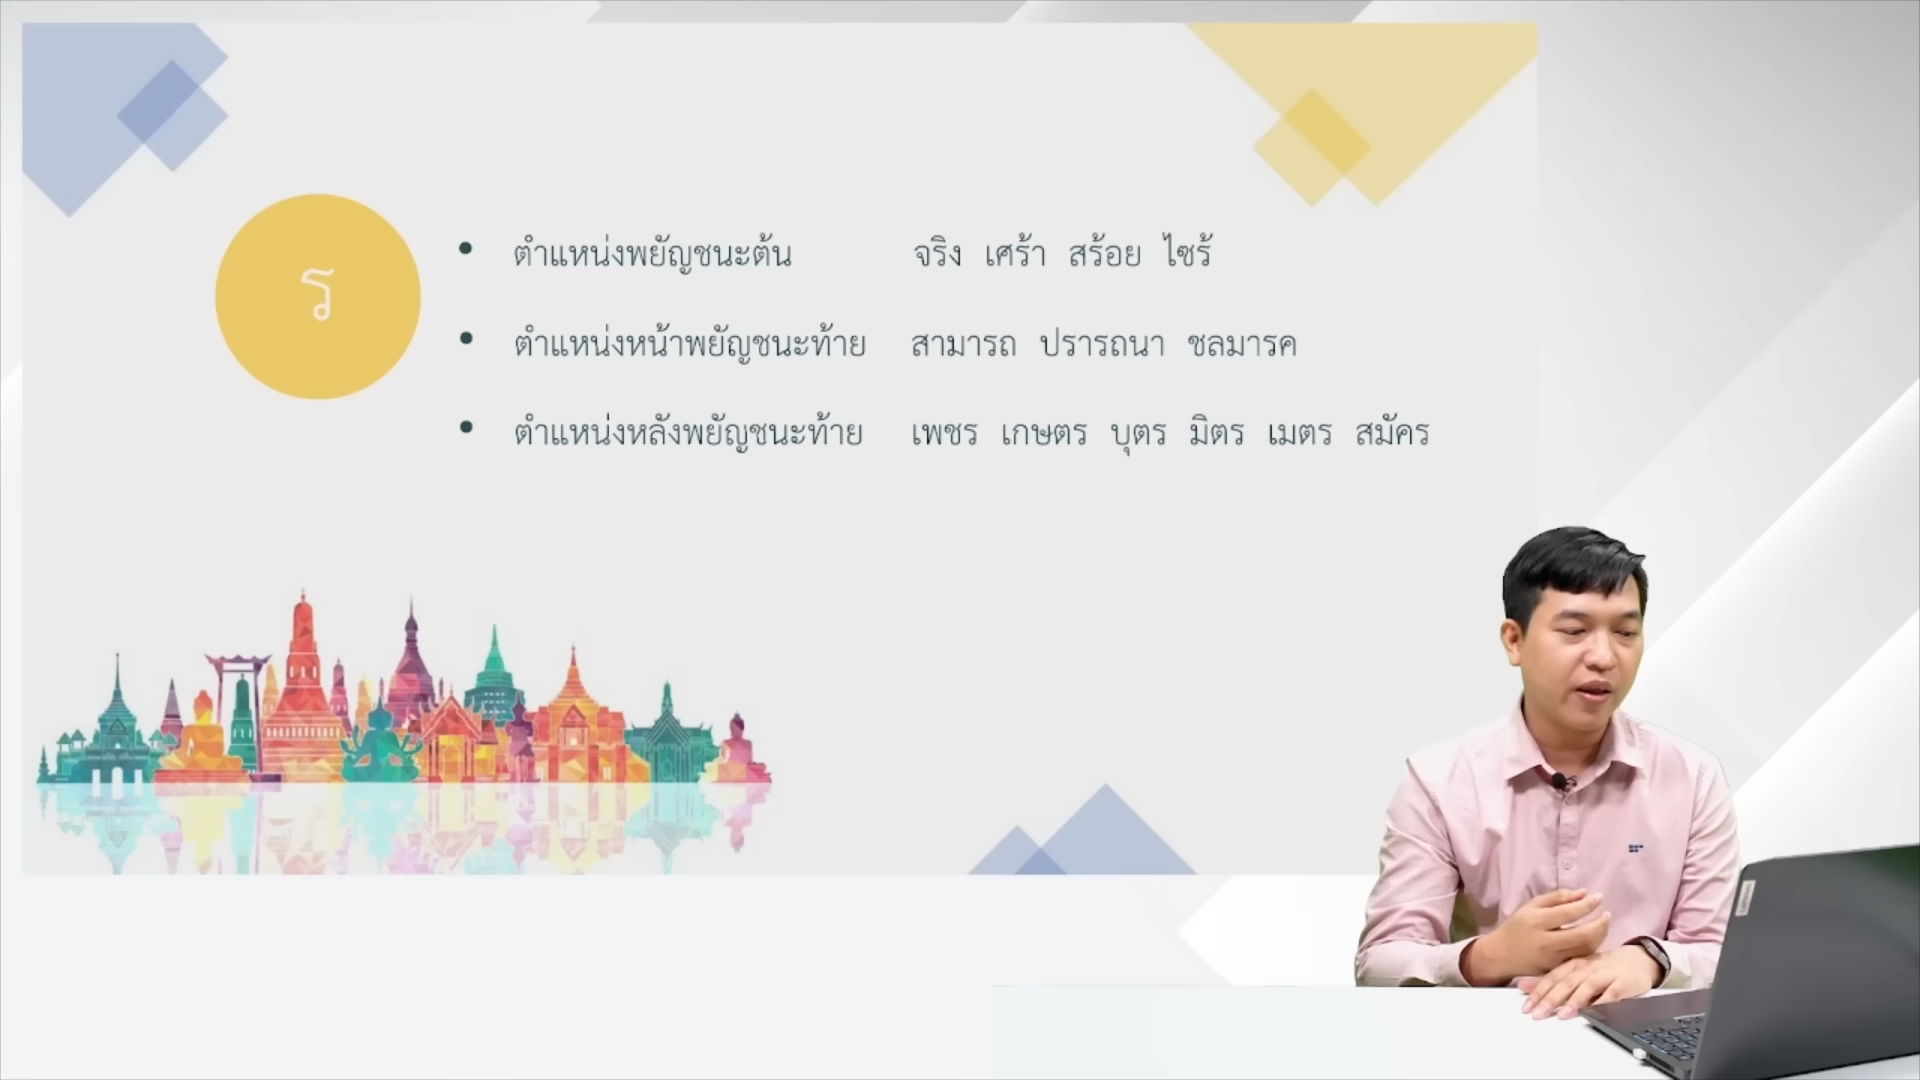 ร
• ตำแหน่งพยัญชนะต้น จริง เศร้า สร้อย ไซร้
• ตำแหน่งหน้าพยัญชนะท้าย สามารถ ปรารถนา ชลมารค
• ตำแหน่งหลังพยัญชนะท้าย เพชร เกษตร บุตร มิตร เมตร สมัคร